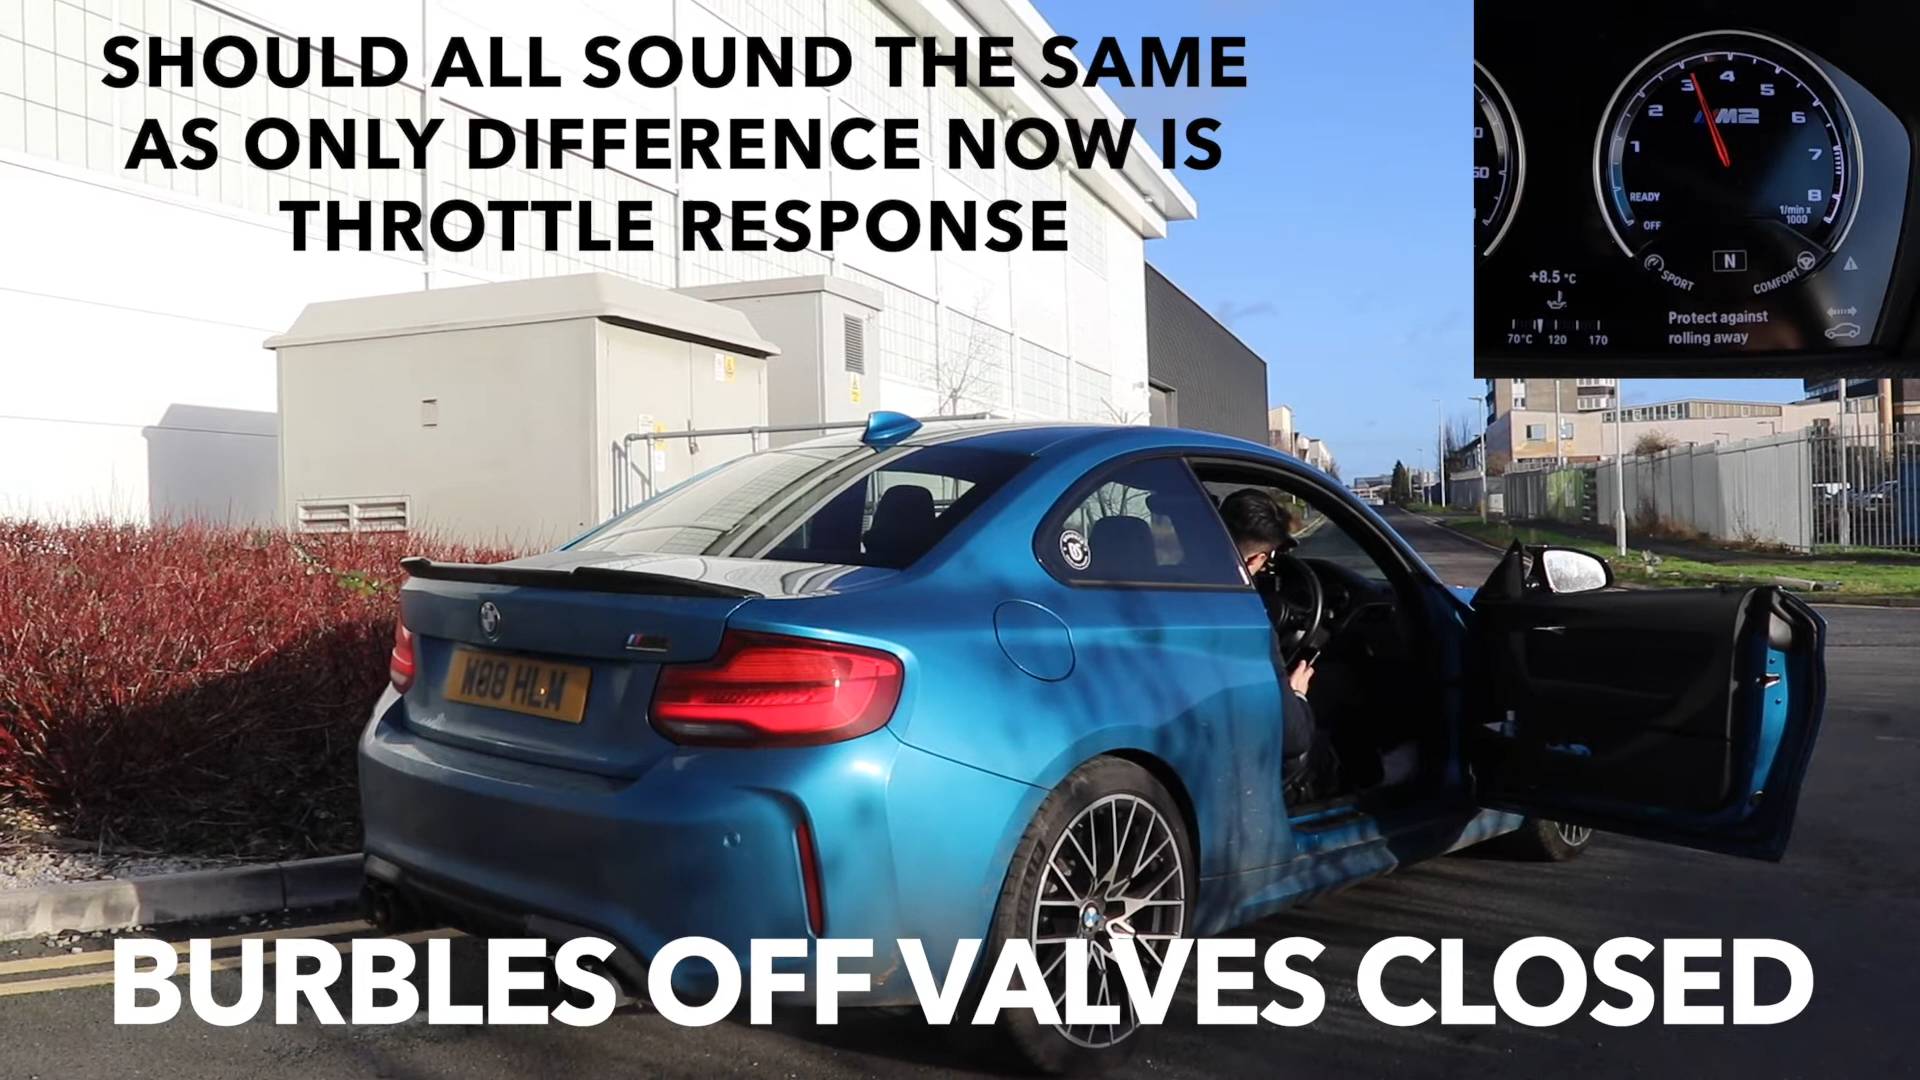 SHOULD ALL SOUND THE SAME
AS ONLY DIFFERENCE NOW IS
THROTTLE RESPONSE
1 2 3 4 5 6 7 8
M2
READY
OFF
1/min x
1000
SPORT
N
COMFORT
+8.5 °C
70°C 120 170
Protect against
rolling away
W88 HLM
BURBLES OFF VALVES CLOSED